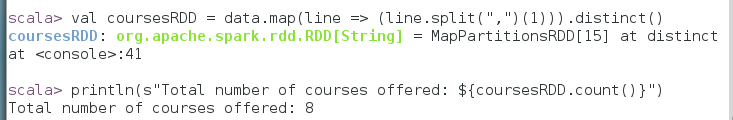 scala> val coursesRDD = data.map(line => (line.split(",")(1))).distinct()
coursesRDD: org.apache.spark.rdd.RDD[String] = MapPartitionsRDD[15] at distinct
at <console>:41
scala> println(s"Total number of courses offered: ${coursesRDD.count()}")
Total number of courses offered: 8